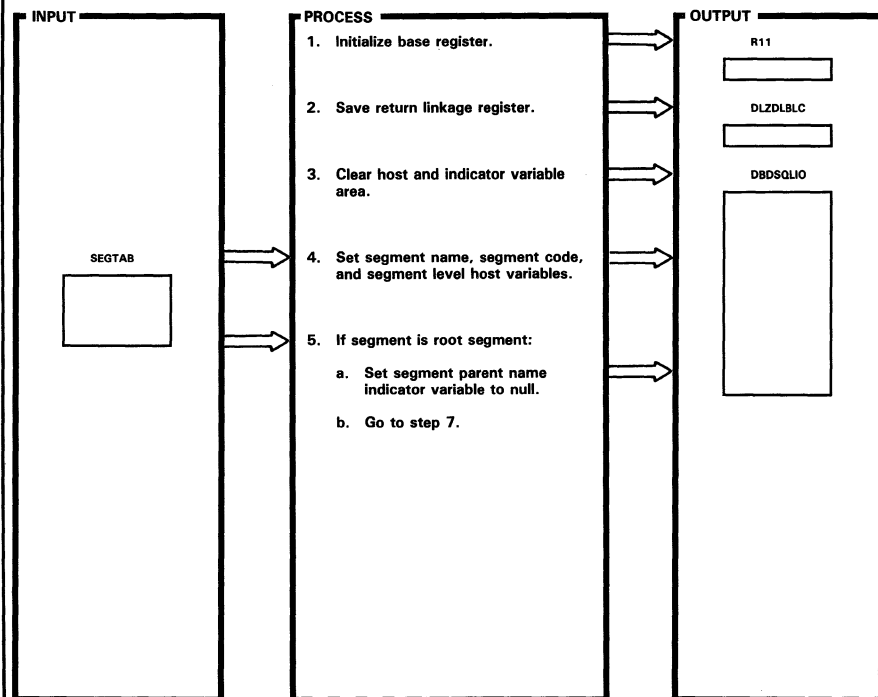 INPUT
PROCESS
OUTPUT
1. Initialize base register.
R11
2. Save return linkage register.
DLZDLBLC
3. Clear host and indicator variable
area.
DBDSQLIO
SEGTAB
4. Set segment name, segment code,
and segment level host variables.
5. If segment is root segment:
a. Set segment parent name
indicator variable to null.
b. Go to step 7.